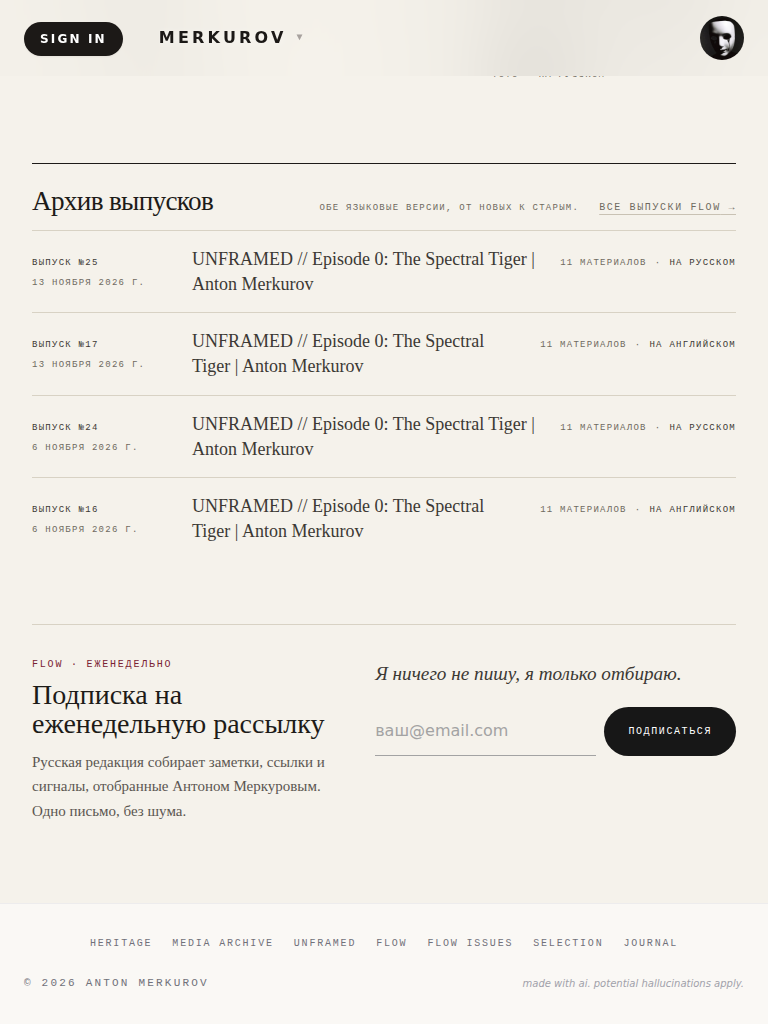 SIGN IN
MERKUROV ▼
Архив выпусков
ОБЕ ЯЗЫКОВЫЕ ВЕРСИИ, ОТ НОВЫХ К СТАРЫМ.
ВСЕ ВЫПУСКИ FLOW →
ВЫПУСК №25
13 НОЯБРЯ 2026 Г.
UNFRAMED // Episode 0: The Spectral Tiger |
Anton Merkurov
11 МАТЕРИАЛОВ · НА РУССКОМ
ВЫПУСК №17
13 НОЯБРЯ 2026 Г.
UNFRAMED // Episode 0: The Spectral
Tiger | Anton Merkurov
11 МАТЕРИАЛОВ · НА АНГЛИЙСКОМ
ВЫПУСК №24
6 НОЯБРЯ 2026 Г.
UNFRAMED // Episode 0: The Spectral Tiger |
Anton Merkurov
11 МАТЕРИАЛОВ · НА РУССКОМ
ВЫПУСК №16
6 НОЯБРЯ 2026 Г.
UNFRAMED // Episode 0: The Spectral
Tiger | Anton Merkurov
11 МАТЕРИАЛОВ · НА АНГЛИЙСКОМ
FLOW · ЕЖЕНЕДЕЛЬНО
Подписка на
еженедельную рассылку
Русская редакция собирает заметки, ссылки и
сигналы, отобранные Антоном Меркуровым.
Одно письмо, без шума.
Я ничего не пишу, я только отбираю.
ваш@email.com
ПОДПИСАТЬСЯ
HERITAGE MEDIA ARCHIVE UNFRAMED FLOW FLOW ISSUES SELECTION JOURNAL
© 2026 ANTON MERKUROV
made with ai. potential hallucinations apply.